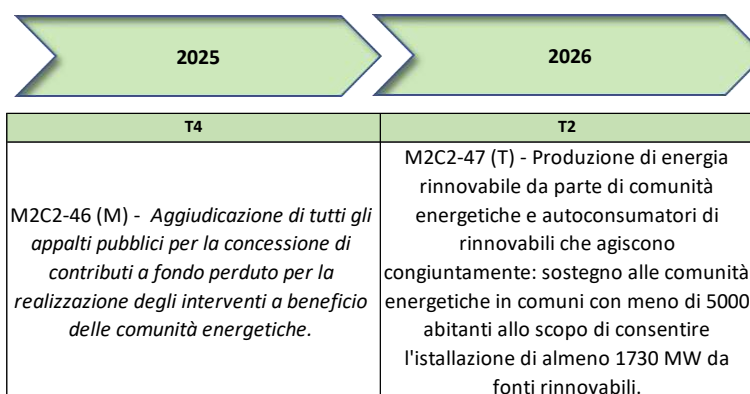 2025
2026
T4
T2
M2C2-46 (M) - Aggiudicazione di tutti gli
appalti pubblici per la concessione di
contributi a fondo perduto per la
realizzazione degli interventi a beneficio
delle comunità energetiche.
M2C2-47 (T) - Produzione di energia
rinnovabile da parte di comunità
energetiche e autoconsumatori di
rinnovabili che agiscono
congiuntamente: sostegno alle comunità
energetiche in comuni con meno di 5000
abitanti allo scopo di consentire
l'istallazione di almeno 1730 MW da
fonti rinnovabili.